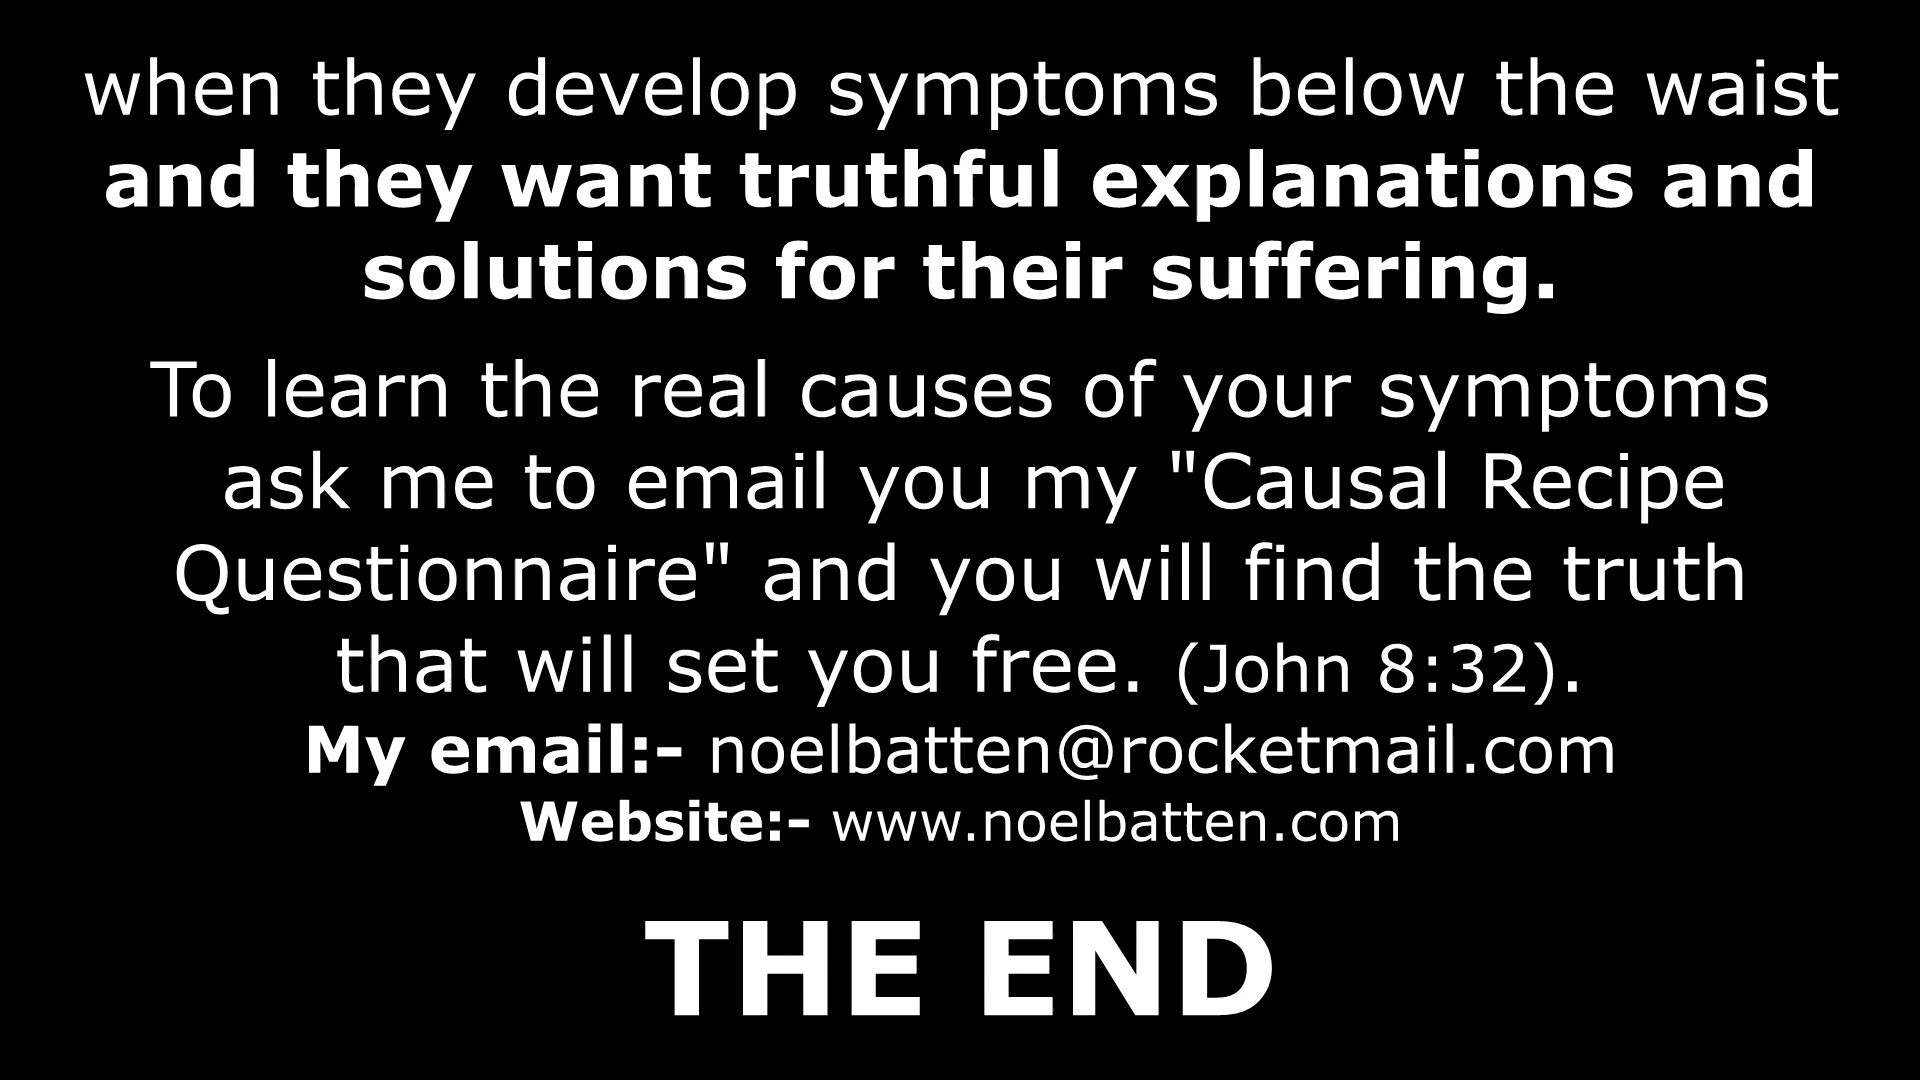 when they develop symptoms below the waist
and they want truthful explanations and
solutions for their suffering.
To learn the real causes of your symptoms
ask me to email you my "Causal Recipe
Questionnaire" and you will find the truth
that will set you free. (John 8:32).
My email:- noelbatten@rocketmail.com
Website:- www.noelbatten.com
THE END